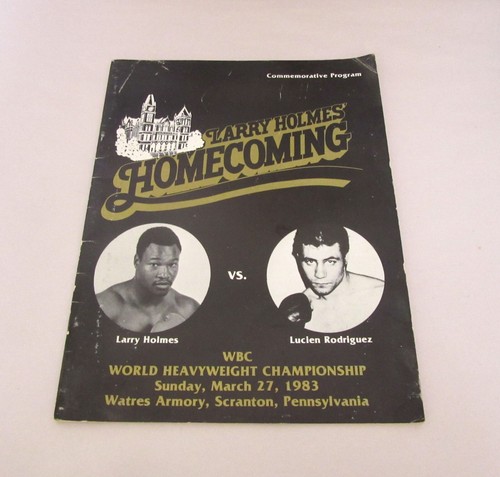 Commemorative Program
LARRY HOLMES'
HOMECOMING
VS.
Larry Holmes
Lucien Rodriguez
WBC
WORLD HEAVYWEIGHT CHAMPIONSHIP
Sunday, March 27, 1983
Watres Armory, Scranton, Pennsylvania